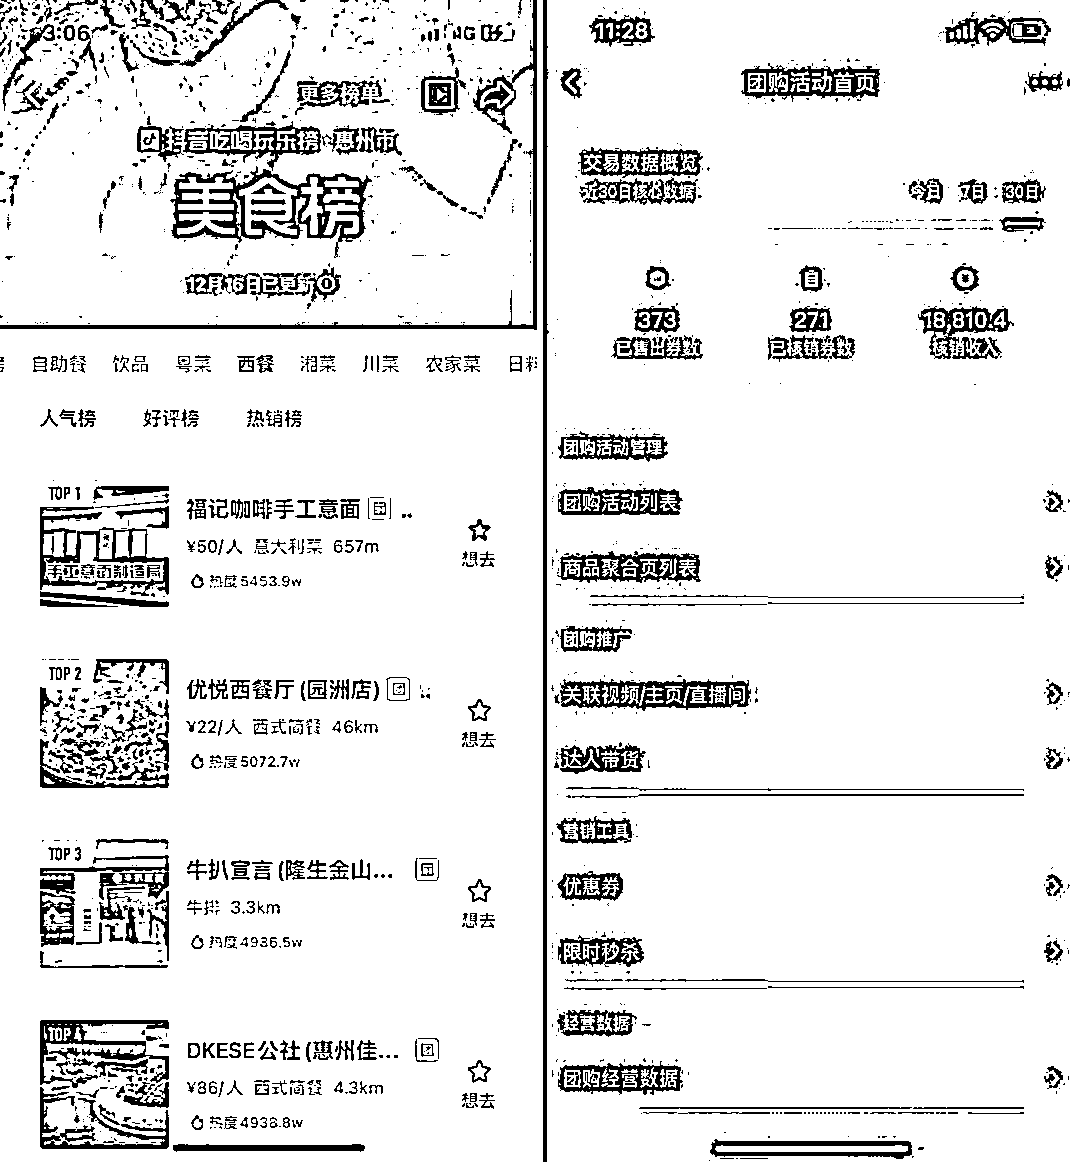 3:06
4G
更多榜单
抖音吃喝玩乐榜·惠州市
美食榜
12月16日已更新
自助餐 饮品 粤菜 西餐 湘菜 川菜 农家菜 日料
人气榜 好评榜 热销榜
TOP 1
福记咖啡手工意面 团 ..
¥50/人 意大利菜 657m
热度5453.9w
想去
手工意面制造局
TOP 2
优悦西餐厅 (园洲店) 团
¥22/人 西式简餐 46km
热度5072.7w
想去
TOP 3
牛扒宣言 (隆生金山... 团
牛排 3.3km
热度4986.5w
想去
TOP 4
DKESE公社 (惠州佳... 团
¥86/人 西式简餐 4.3km
热度4938.8w
想去
11:28
团购活动首页
交易数据概览
近30日核心数据
今日 7日 30日
373
271
18,810.4
已售出券数
已核销券数
核销收入
团购活动管理
团购活动列表
商品聚合页列表
团购推广
关联视频/主页/直播间
达人带货
营销工具
优惠券
限时秒杀
经营数据
团购经营数据